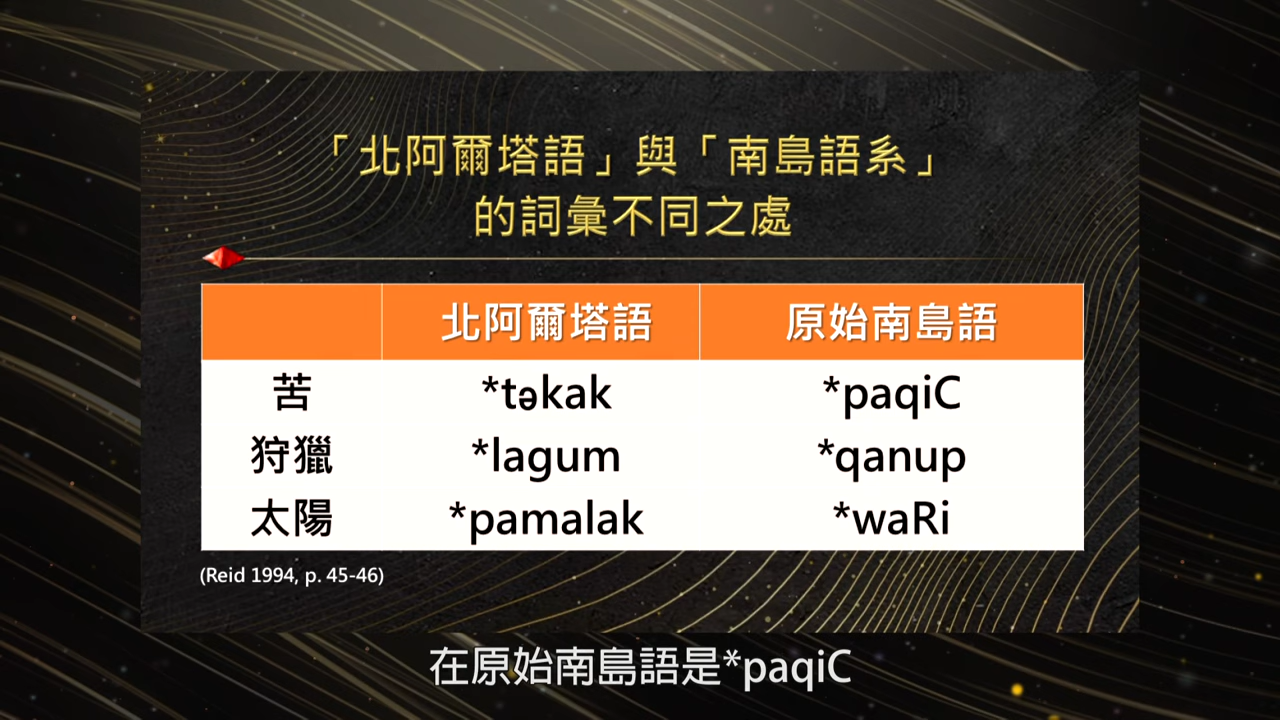 「北阿爾塔語」與「南島語系」
的詞彙不同之處
北阿爾塔語 原始南島語
苦 *təkak *paqiC
狩獵 *lagum *qanup
太陽 *pamalak *waRi
(Reid 1994, p. 45-46)
在原始南島語是*paqiC